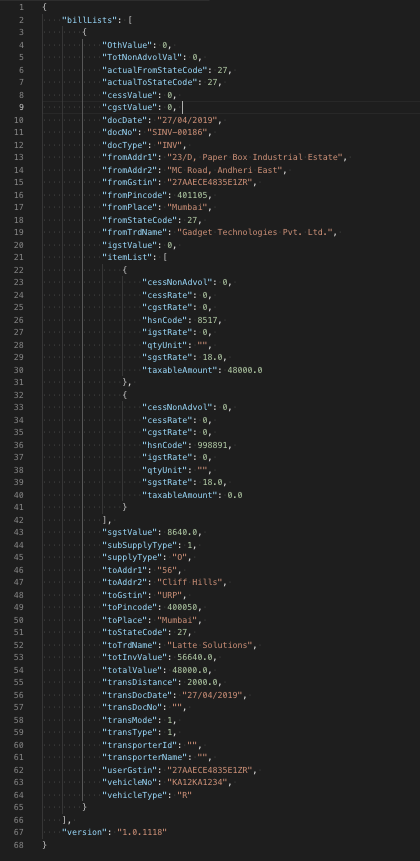 1 {
2 "billLists": [
3 {
4 "OthValue": 0,
5 "TotNonAdvolVal": 0,
6 "actualFromStateCode": 27,
7 "actualToStateCode": 27,
8 "cessValue": 0,
9 "cgstValue": 0,
10 "docDate": "27/04/2019",
11 "docNo": "SINV-00186",
12 "docType": "INV",
13 "fromAddr1": "23/D, Paper Box Industrial Estate",
14 "fromAddr2": "MC Road, Andheri East",
15 "fromGstin": "27AAECE4835E1ZR",
16 "fromPincode": 401105,
17 "fromPlace": "Mumbai",
18 "fromStateCode": 27,
19 "fromTrdName": "Gadget Technologies Pvt. Ltd.",
20 "igstValue": 0,
21 "itemList": [
22 {
23 "cessNonAdvol": 0,
24 "cessRate": 0,
25 "cgstRate": 0,
26 "hsnCode": 8517,
27 "igstRate": 0,
28 "qtyUnit": "",
29 "sgstRate": 18.0,
30 "taxableAmount": 48000.0
31 },
32 {
33 "cessNonAdvol": 0,
34 "cessRate": 0,
35 "cgstRate": 0,
36 "hsnCode": 998891,
37 "igstRate": 0,
38 "qtyUnit": "",
39 "sgstRate": 18.0,
40 "taxableAmount": 0.0
41 }
42 ],
43 "sgstValue": 8640.0,
44 "subSupplyType": 1,
45 "supplyType": "O",
46 "toAddr1": "56",
47 "toAddr2": "Cliff Hills",
48 "toGstin": "URP",
49 "toPincode": 400050,
50 "toPlace": "Mumbai",
51 "toStateCode": 27,
52 "toTrdName": "Latte Solutions",
53 "totInvValue": 56640.0,
54 "totalValue": 48000.0,
55 "transDistance": 2000.0,
56 "transDocDate": "27/04/2019",
57 "transDocNo": "",
58 "transMode": 1,
59 "transType": 1,
60 "transporterId": "",
61 "transporterName": "",
62 "userGstin": "27AAECE4835E1ZR",
63 "vehicleNo": "KA12KA1234",
64 "vehicleType": "R"
65 }
66 ],
67 "version": "1.0.1118"
68 }